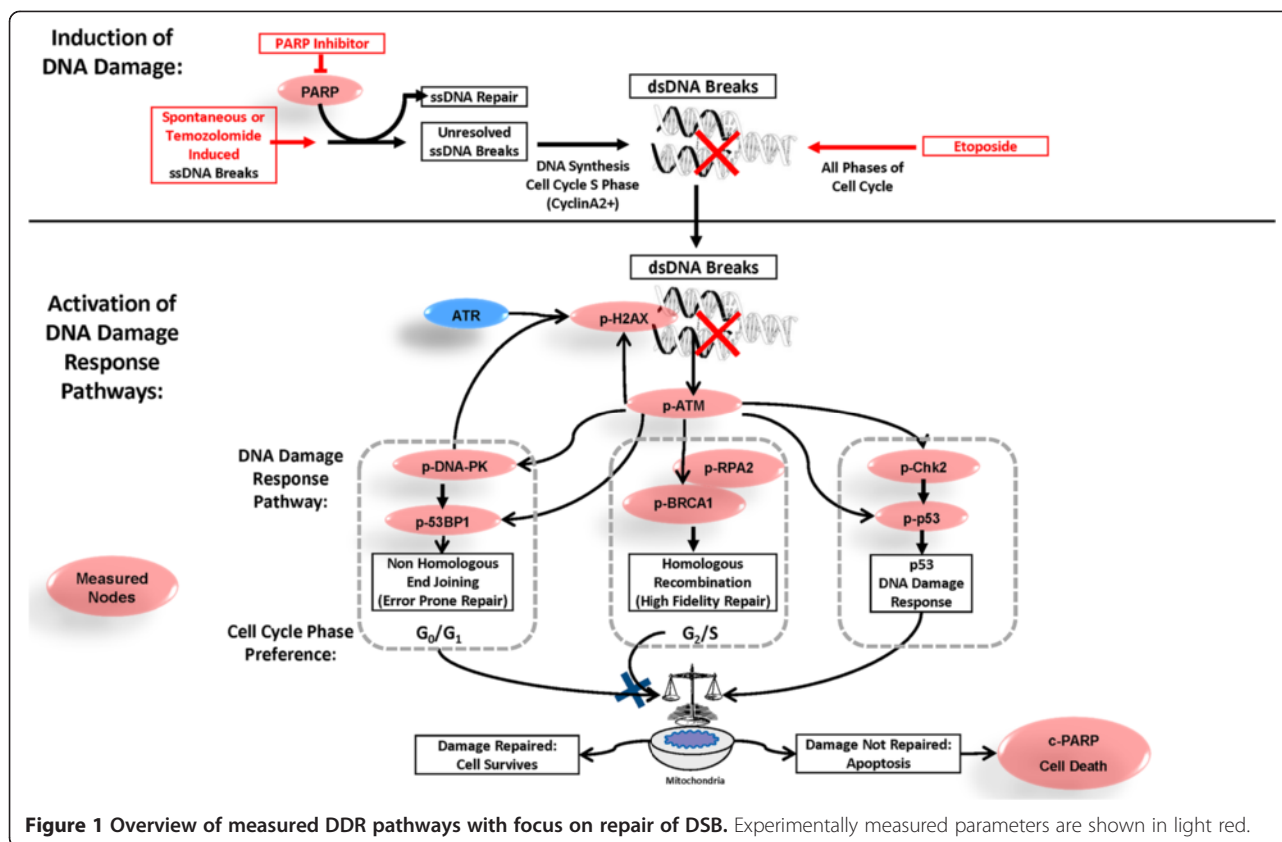 Induction of
DNA Damage:
PARP Inhibitor
PARP
Spontaneous or
Temozolomide
Induced
ssDNA Breaks
ssDNA Repair
Unresolved
ssDNA Breaks
DNA Synthesis
Cell Cycle S Phase
(CyclinA2+)
dsDNA Breaks
All Phases of
Cell Cycle
Etoposide
Activation of
DNA Damage
Response
Pathways:
dsDNA Breaks
ATR
p-H2AX
p-ATM
DNA Damage
Response
Pathway:
p-DNA-PK
p-53BP1
Non Homologous
End Joining
(Error Prone Repair)
p-RPA2
p-BRCA1
Homologous
Recombination
(High Fidelity Repair)
p-Chk2
p-p53
p53
DNA Damage
Response
Measured
Nodes
Cell Cycle Phase
Preference:
G0/G1
G2/S
Damage Repaired:
Cell Survives
Mitochondria
Damage Not Repaired:
Apoptosis
c-PARP
Cell Death
Figure 1 Overview of measured DDR pathways with focus on repair of DSB. Experimentally measured parameters are shown in light red.